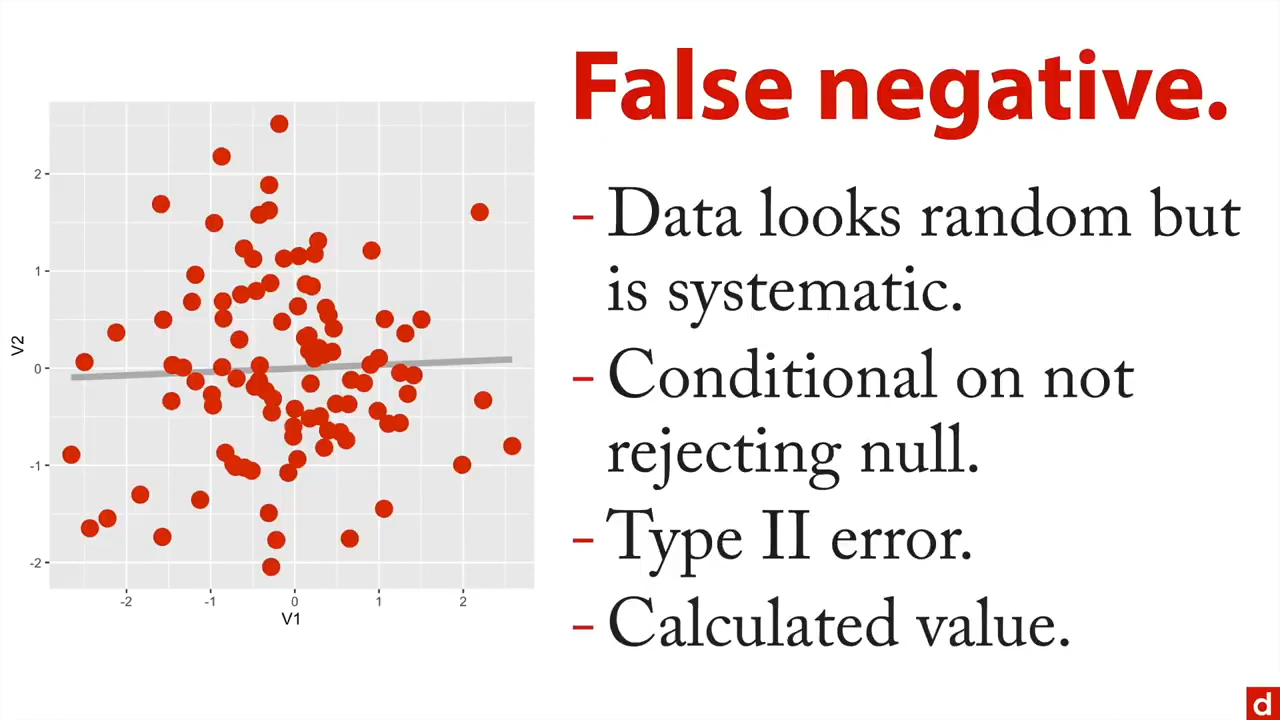 False negative.
– Data looks random but
is systematic.
– Conditional on not
rejecting null.
– Type II error.
– Calculated value.
V2
2
1
0
-1
-2
-2 -1 0 1 2
V1
d